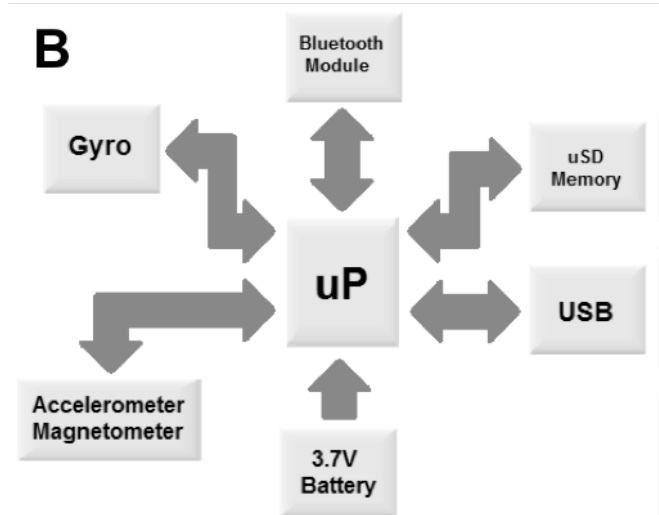 B
Bluetooth
Module
Gyro
uSD
Memory
uP
USB
Accelerometer
Magnetometer
3.7V
Battery